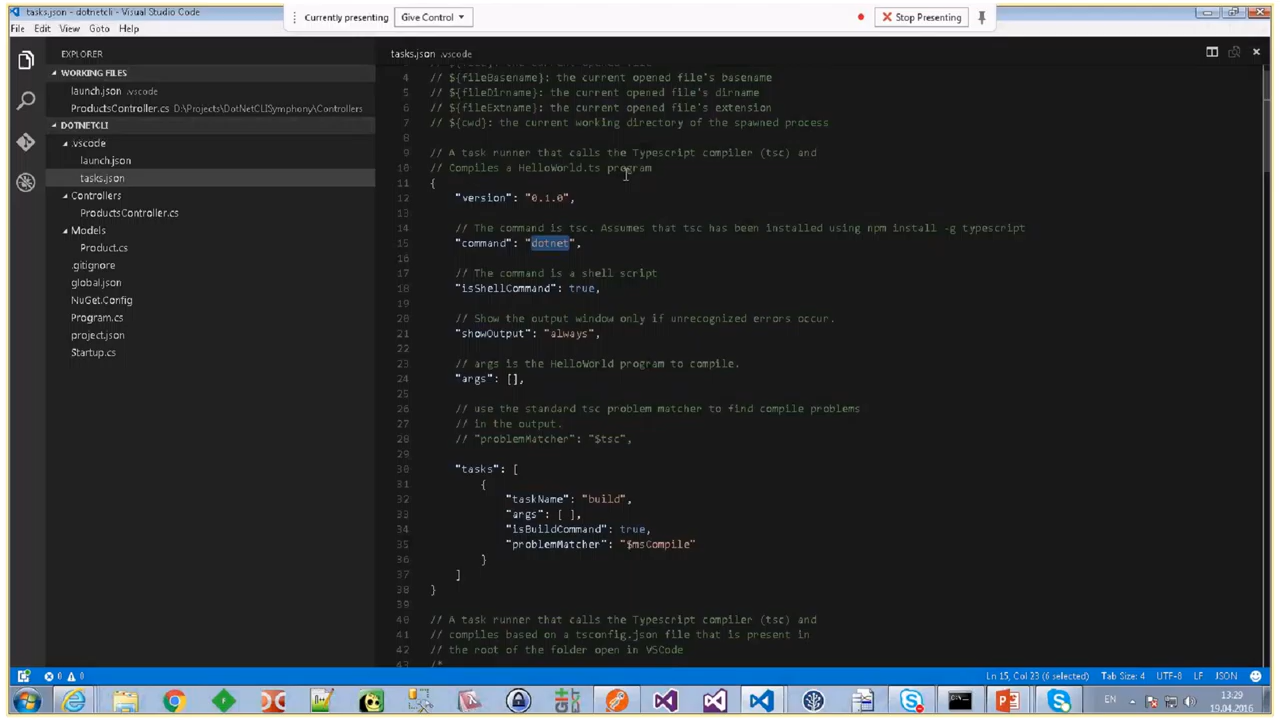 tasks.json - dotnetcli - Visual Studio Code
Currently presenting
Give Control
Stop Presenting
File Edit View Goto Help
EXPLORER
WORKING FILES
launch.json .vscode
ProductsController.cs D:\Projects\DotNetCLISymphony\Controllers
DOTNETCLI
.vscode
launch.json
tasks.json
Controllers
ProductsController.cs
Models
Product.cs
.gitignore
global.json
NuGet.Config
Program.cs
project.json
Startup.cs
tasks.json .vscode
4 // ${fileBasename}: the current opened file's basename
5 // ${fileDirname}: the current opened file's dirname
6 // ${fileExtname}: the current opened file's extension
7 // ${cwd}: the current working directory of the spawned process
8
9 // A task runner that calls the Typescript compiler (tsc) and
10 // Compiles a HelloWorld.ts program
11 {
12 "version": "0.1.0",
13
14 // The command is tsc. Assumes that tsc has been installed using npm install -g typescript
15 "command": "dotnet",
16
17 // The command is a shell script
18 "isShellCommand": true,
19
20 // Show the output window only if unrecognized errors occur.
21 "showOutput": "always",
22
23 // args is the HelloWorld program to compile.
24 "args": [],
25
26 // use the standard tsc problem matcher to find compile problems
27 // in the output.
28 // "problemMatcher": "$tsc",
29
30 "tasks": [
31 {
32 "taskName": "build",
33 "args": [ ],
34 "isBuildCommand": true,
35 "problemMatcher": "$msCompile"
36 }
37 ]
38 }
39
40 // A task runner that calls the Typescript compiler (tsc) and
41 // compiles based on a tsconfig.json file that is present in
42 // the root of the folder open in VSCode
43 /*
0 0
Ln 15, Col 23 (6 selected) Tab Size: 4 UTF-8 LF JSON
EN
13:29
19.04.2016